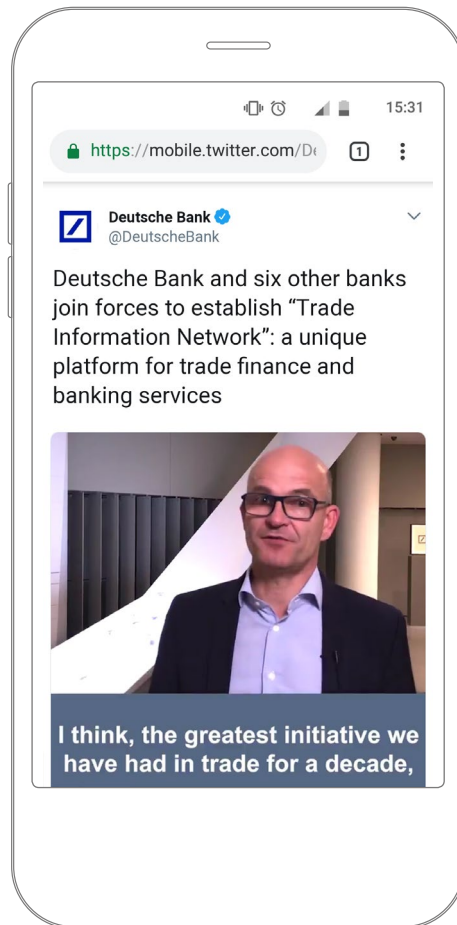 15:31
https://mobile.twitter.com/De
1
Deutsche Bank
@DeutscheBank
Deutsche Bank and six other banks
join forces to establish “Trade
Information Network”: a unique
platform for trade finance and
banking services
I think, the greatest initiative we
have had in trade for a decade,